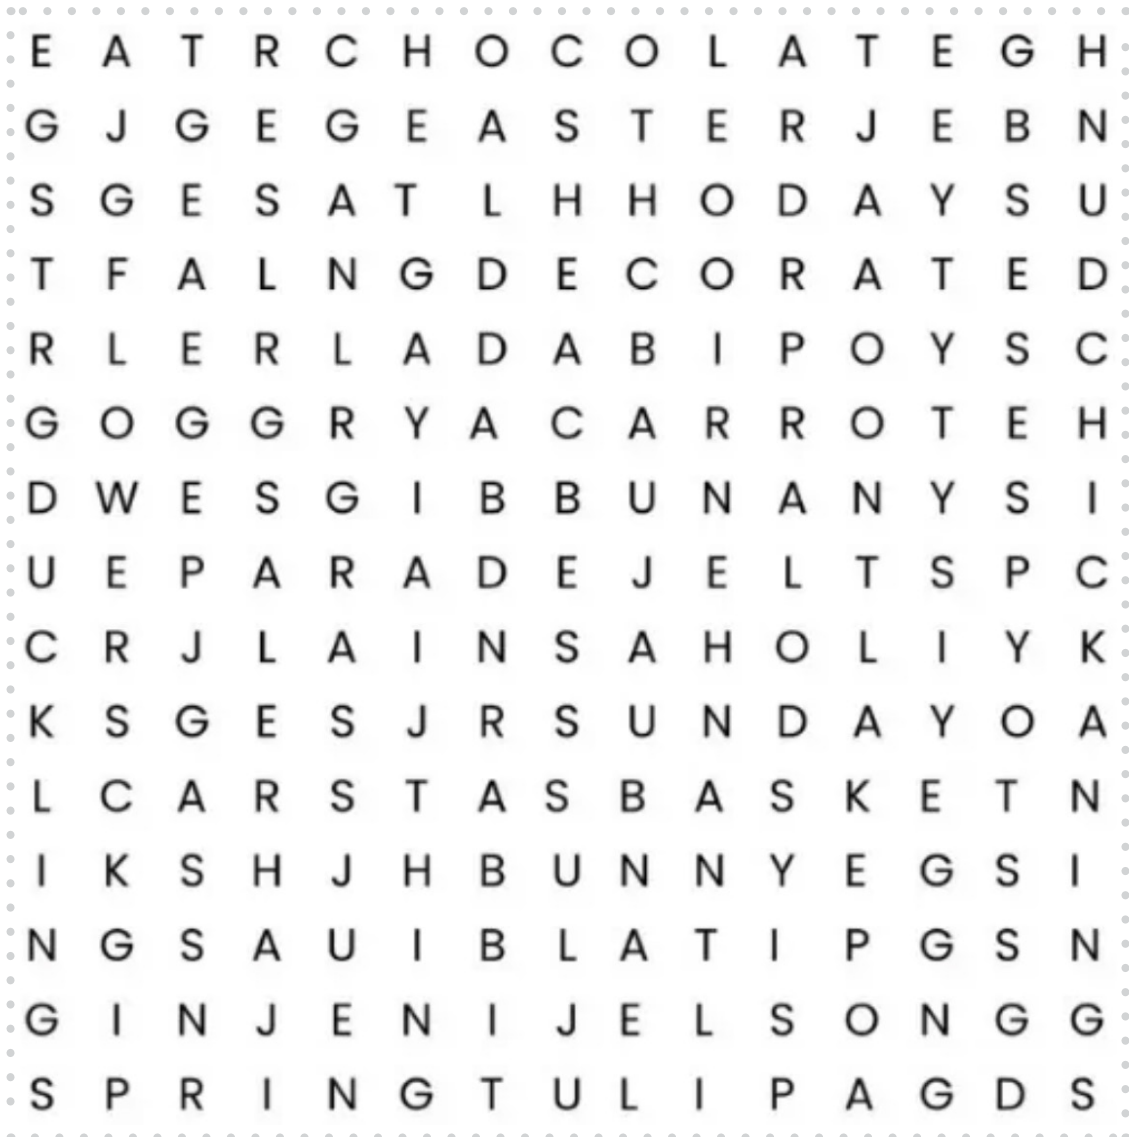 E A T R C H O C O L A T E G H
G J G E G E A S T E R J E B N
S G E S A T L H H O D A Y S U
T F A L N G D E C O R A T E D
R L E R L A D A B I P O Y S C
G O G G R Y A C A R R O T E H
D W E S G I B B U N A N Y S I
U E P A R A D E J E L T S P C
C R J L A I N S A H O L I Y K
K S G E S J R S U N D A Y O A
L C A R S T A S B A S K E T N
I K S H J H B U N N Y E G S I
N G S A U I B L A T I P G S N
G I N J E N I J E L S O N G G
S P R I N G T U L I P A G D S